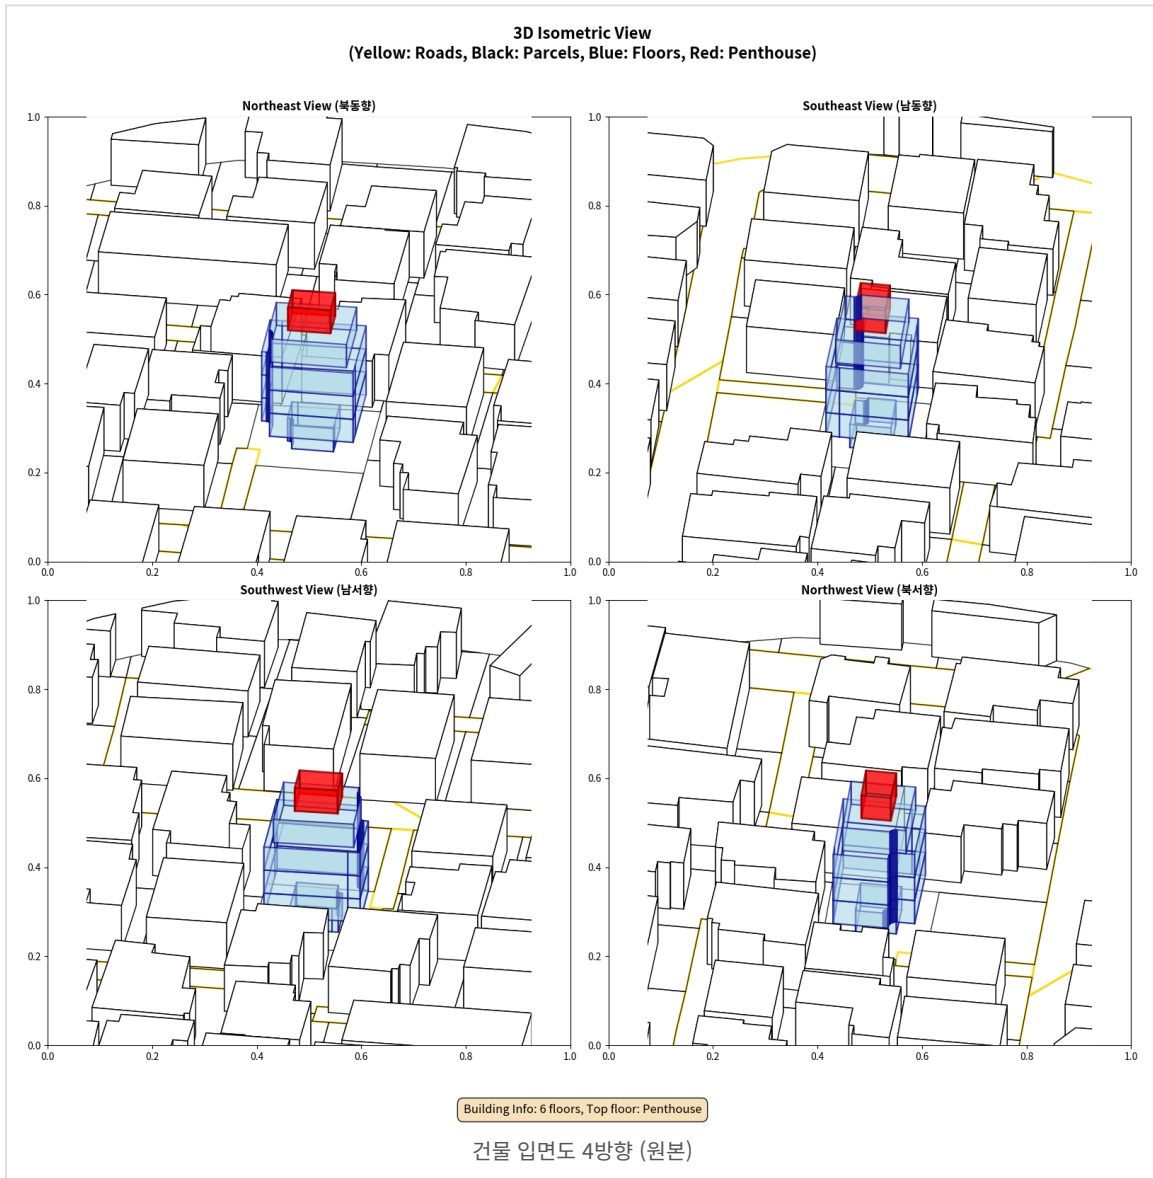 3D Isometric View
(Yellow: Roads, Black: Parcels, Blue: Floors, Red: Penthouse)
Northeast View (북동향)
1.0
0.8
0.6
0.4
0.2
0.0
0.0 0.2 0.4 0.6 0.8 1.0
Southeast View (남동향)
1.0
0.8
0.6
0.4
0.2
0.0
0.0 0.2 0.4 0.6 0.8 1.0
Southwest View (남서향)
1.0
0.8
0.6
0.4
0.2
0.0
0.0 0.2 0.4 0.6 0.8 1.0
Northwest View (북서향)
1.0
0.8
0.6
0.4
0.2
0.0
0.0 0.2 0.4 0.6 0.8 1.0
Building Info: 6 floors, Top floor: Penthouse
건물 입면도 4방향 (원본)